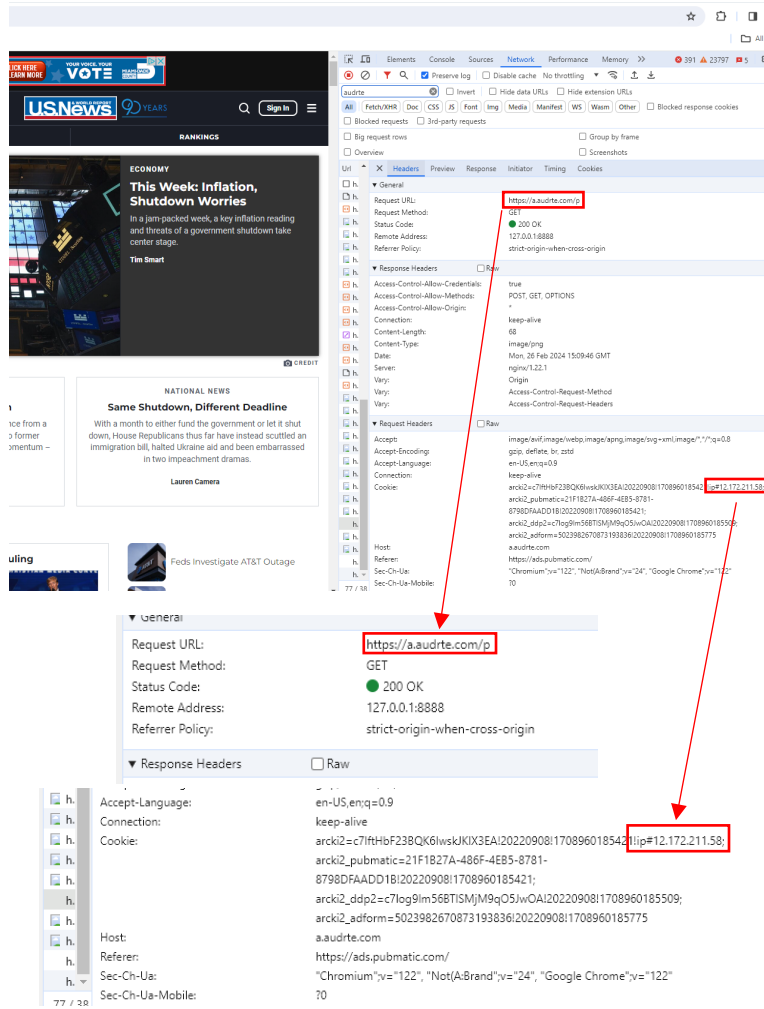 All
CLICK HERE
LEARN MORE
YOUR VOICE. YOUR
VOTE
MIAMI-DADE
COUNTY
U.S.News
& WORLD REPORT
90 YEARS
Sign In
RANKINGS
ECONOMY
This Week: Inflation,
Shutdown Worries
In a jam-packed week, a key inflation reading
and threats of a government shutdown take
center stage.
Tim Smart
CREDIT
nce from a
o former
omentum –
NATIONAL NEWS
Same Shutdown, Different Deadline
With a month to either fund the government or let it shut
down, House Republicans thus far have instead scuttled an
immigration bill, halted Ukraine aid and been embarrassed
in two impeachment dramas.
Lauren Camera
uling
Feds Investigate AT&T Outage
Elements Console Sources Network Performance Memory 391 23797 5
Preserve log Disable cache No throttling
audrte Invert Hide data URLs Hide extension URLs
All Fetch/XHR Doc CSS JS Font Img Media Manifest WS Wasm Other Blocked response cookies
Blocked requests 3rd-party requests
Big request rows Group by frame
Overview Screenshots
Url Headers Preview Response Initiator Timing Cookies
▼ General
Request URL: https://a.audrte.com/p
Request Method: GET
Status Code: 200 OK
Remote Address: 127.0.0.1:8888
Referrer Policy: strict-origin-when-cross-origin
▼ Response Headers Raw
Access-Control-Allow-Credentials: true
Access-Control-Allow-Methods: POST, GET, OPTIONS
Access-Control-Allow-Origin: *
Connection: keep-alive
Content-Length: 68
Content-Type: image/png
Date: Mon, 26 Feb 2024 15:09:46 GMT
Server: nginx/1.22.1
Vary: Origin
Vary: Access-Control-Request-Method
Vary: Access-Control-Request-Headers
▼ Request Headers Raw
Accept: image/avif,image/webp,image/apng,image/svg+xml,image/*,*/*;q=0.8
Accept-Encoding: gzip, deflate, br, zstd
Accept-Language: en-US,en;q=0.9
Connection: keep-alive
Cookie: arcki2=c7IftHbF23BQK6IwskJKIX3EA!20220908!1708960185421!ip#12.172.211.58;
arcki2_pubmatic=21F1B27A-486F-4EB5-8781-
8798DFAADD1B!20220908!1708960185421;
arcki2_ddp2=c7Iog9Im56BTISMjM9qO5JwOA!20220908!1708960185509;
arcki2_adform=5023982670873193836!20220908!1708960185775
Host: a.audrte.com
Referer: https://ads.pubmatic.com/
Sec-Ch-Ua: "Chromium";v="122", "Not(A:Brand";v="24", "Google Chrome";v="122"
Sec-Ch-Ua-Mobile: ?0
77 / 38
▼ General
Request URL: https://a.audrte.com/p
Request Method: GET
Status Code: 200 OK
Remote Address: 127.0.0.1:8888
Referrer Policy: strict-origin-when-cross-origin
▼ Response Headers Raw
Accept-Language: en-US,en;q=0.9
Connection: keep-alive
Cookie: arcki2=c7IftHbF23BQK6IwskJKIX3EA!20220908!1708960185421!ip#12.172.211.58;
arcki2_pubmatic=21F1B27A-486F-4EB5-8781-
8798DFAADD1B!20220908!1708960185421;
arcki2_ddp2=c7Iog9Im56BTISMjM9qO5JwOA!20220908!1708960185509;
arcki2_adform=5023982670873193836!20220908!1708960185775
Host: a.audrte.com
Referer: https://ads.pubmatic.com/
Sec-Ch-Ua: "Chromium";v="122", "Not(A:Brand";v="24", "Google Chrome";v="122"
Sec-Ch-Ua-Mobile: ?0
77 / 38